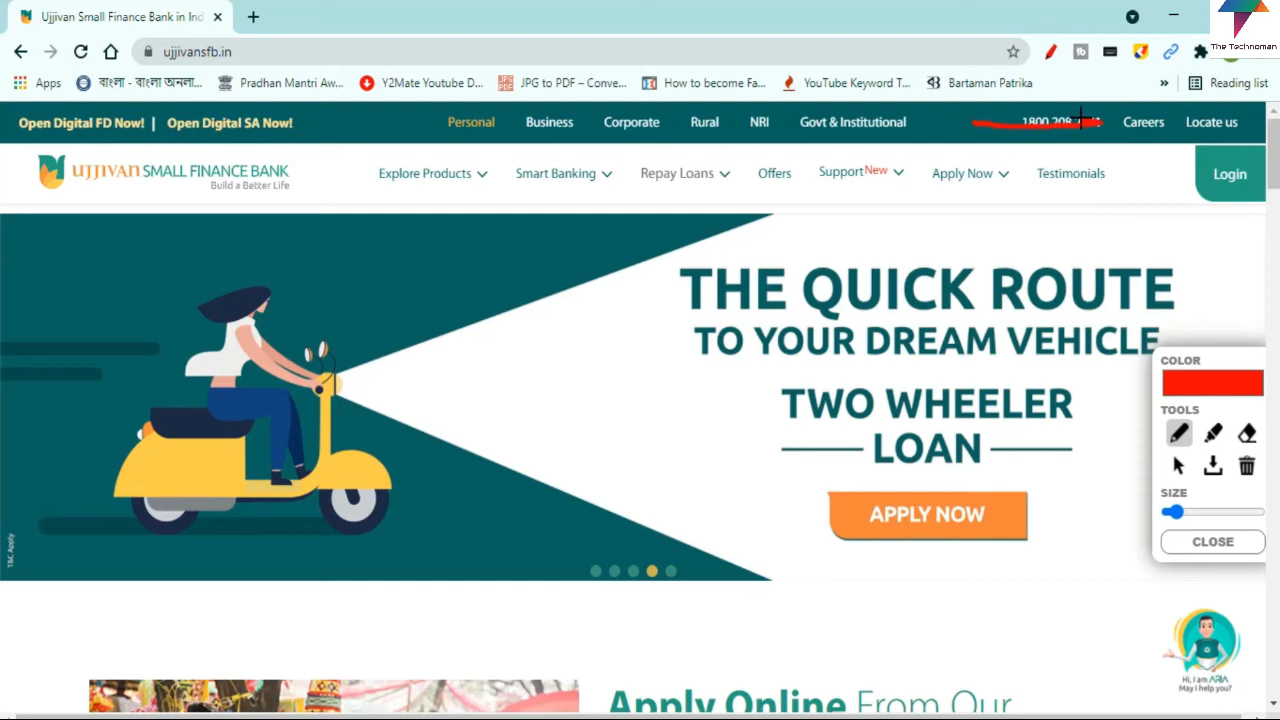 Ujjivan Small Finance Bank in Ind
The Technoman
ujjivansfb.in
Apps
বাংলা - বাংলা অনলা...
Pradhan Mantri Aw...
Y2Mate Youtube D...
JPG to PDF – Conve...
How to become Fa...
YouTube Keyword T...
Bartaman Patrika
Reading list
Open Digital FD Now! | Open Digital SA Now!
Personal
Business
Corporate
Rural
NRI
Govt & Institutional
1800 208
Careers
Locate us
UJJIVAN SMALL FINANCE BANK
Build a Better Life
Explore Products
Smart Banking
Repay Loans
Offers
Support New
Apply Now
Testimonials
Login
THE QUICK ROUTE
TO YOUR DREAM VEHICLE
TWO WHEELER
LOAN
APPLY NOW
T&C Apply
COLOR
TOOLS
SIZE
CLOSE
Hi, I am ARIA
May I help you?
Apply Online From Our